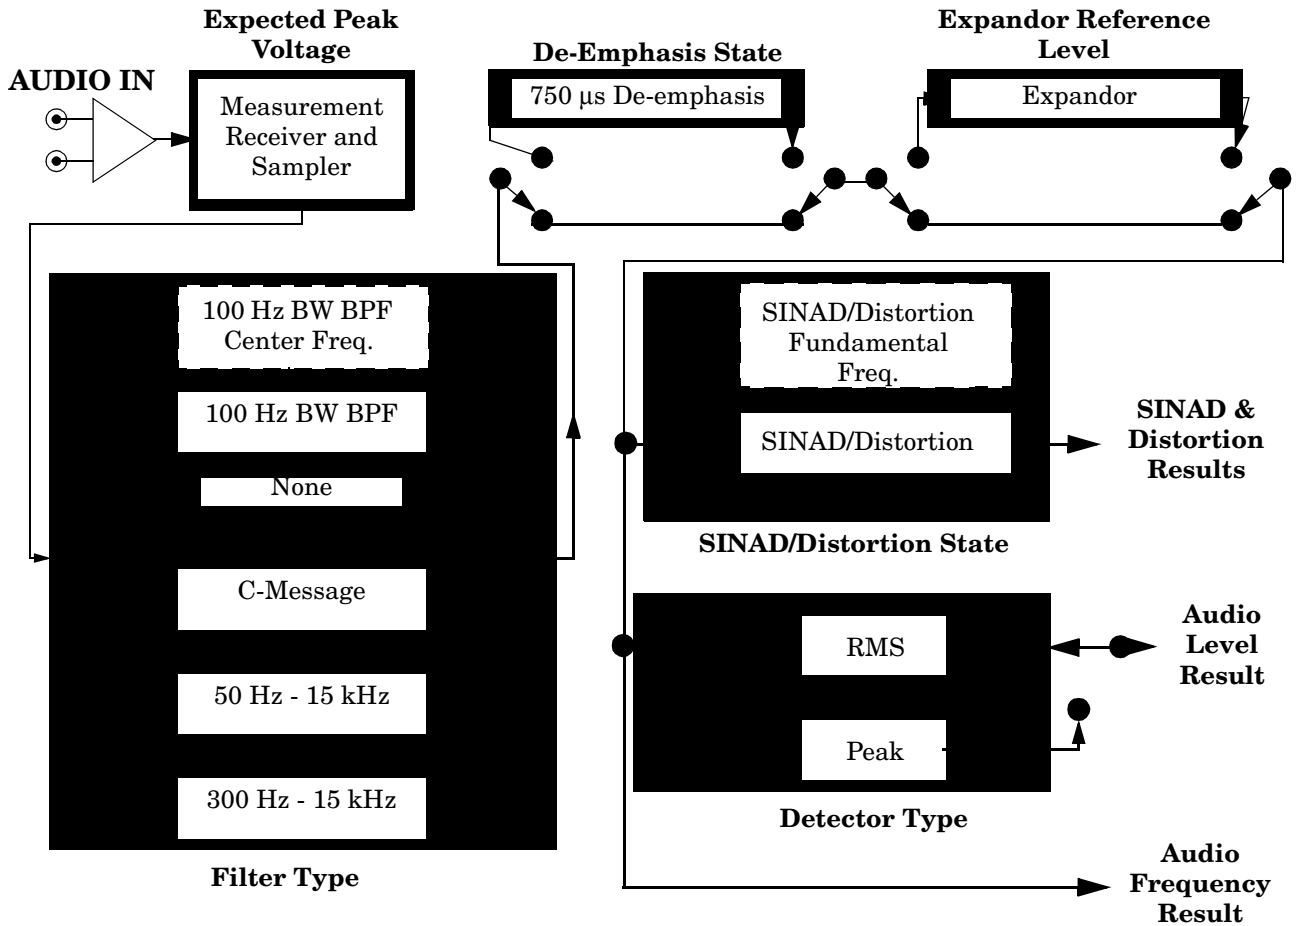 Expected Peak
Voltage
Expandor Reference
Level
De-Emphasis State
AUDIO IN
Measurement
Receiver and
Sampler
750 µs De-emphasis
Expandor
100 Hz BW BPF
Center Freq.
100 Hz BW BPF
None
C-Message
50 Hz - 15 kHz
300 Hz - 15 kHz
Filter Type
SINAD/Distortion
Fundamental
Freq.
SINAD/Distortion
SINAD &
Distortion
Results
SINAD/Distortion State
RMS
Peak
Audio
Level
Result
Detector Type
Audio
Frequency
Result